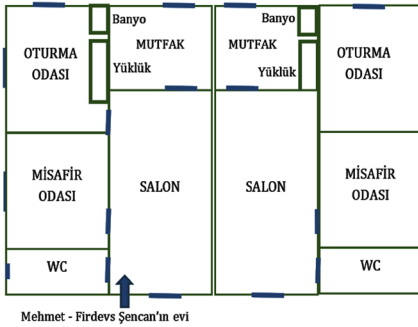 Banyo
OTURMA
ODASI
MUTFAK
Yüklük
MİSAFİR
ODASI
SALON
WC
Banyo
MUTFAK
OTURMA
ODASI
Yüklük
SALON
MİSAFİR
ODASI
WC
Mehmet - Firdevs Şencan'ın evi